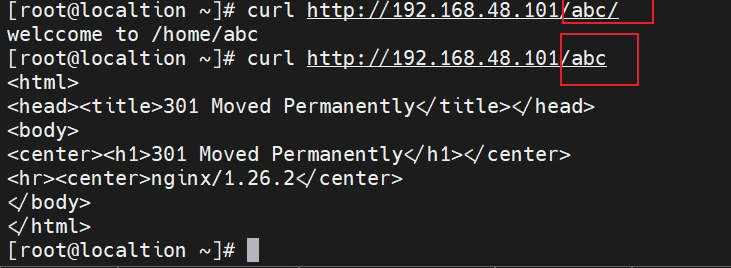 [root@localtion ~]# curl http://192.168.48.101/abc/
welccome to /home/abc
[root@localtion ~]# curl http://192.168.48.101/abc
<html>
<head><title>301 Moved Permanently</title></head>
<body>
<center><h1>301 Moved Permanently</h1></center>
<hr><center>nginx/1.26.2</center>
</body>
</html>
[root@localtion ~]#